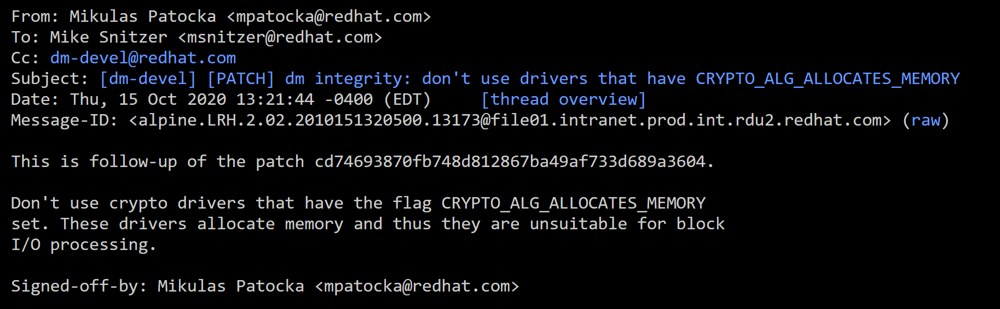 From: Mikulas Patocka <mpatocka@redhat.com>
To: Mike Snitzer <msnitzer@redhat.com>
Cc: dm-devel@redhat.com
Subject: [dm-devel] [PATCH] dm integrity: don't use drivers that have CRYPTO_ALG_ALLOCATES_MEMORY
Date: Thu, 15 Oct 2020 13:21:44 -0400 (EDT)     [thread overview]
Message-ID: <alpine.LRH.2.02.2010151320500.13173@file01.intranet.prod.int.rdu2.redhat.com> (raw)

This is follow-up of the patch cd74693870fb748d812867ba49af733d689a3604.

Don't use crypto drivers that have the flag CRYPTO_ALG_ALLOCATES_MEMORY
set. These drivers allocate memory and thus they are unsuitable for block
I/O processing.

Signed-off-by: Mikulas Patocka <mpatocka@redhat.com>